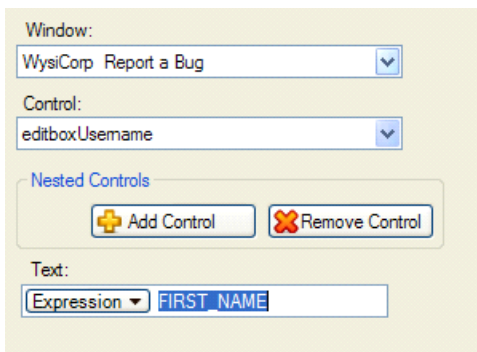 Window:
WysiCorp Report a Bug
Control:
editboxUsername
Nested Controls
Add Control Remove Control
Text:
Expression FIRST_NAME